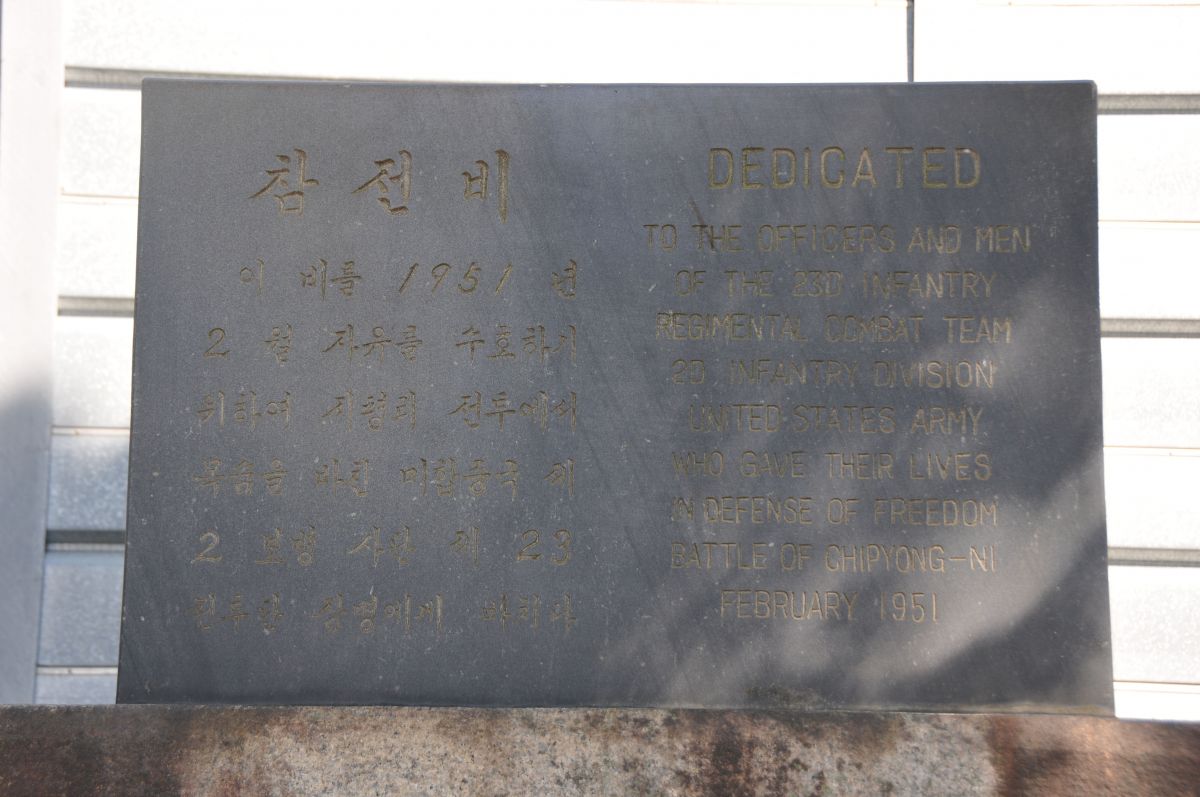 참전비
이 비를 1951 년
2 월 자유를 수호하기
위하여 지평리 전투에서
목숨을 바친 미합중국 제
2 보병 사단 제 23
전투단 장병에게 바치다
DEDICATED
TO THE OFFICERS AND MEN
OF THE 23D INFANTRY
REGIMENTAL COMBAT TEAM
2D INFANTRY DIVISION
UNITED STATES ARMY
WHO GAVE THEIR LIVES
IN DEFENSE OF FREEDOM
BATTLE OF CHIPYONG-NI
FEBRUARY 1951